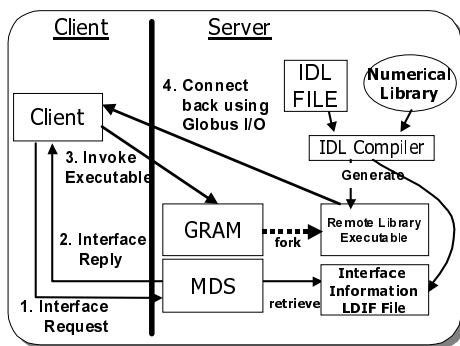 Client
Server
4. Connect
back using
Globus I/O
IDL
FILE
Numerical
Library
Client
IDL Compiler
3. Invoke
Executable
Generate
GRAM
fork
Remote Library
Executable
2. Interface
Reply
MDS
retrieve
Interface
Information
LDIF File
1. Interface
Request